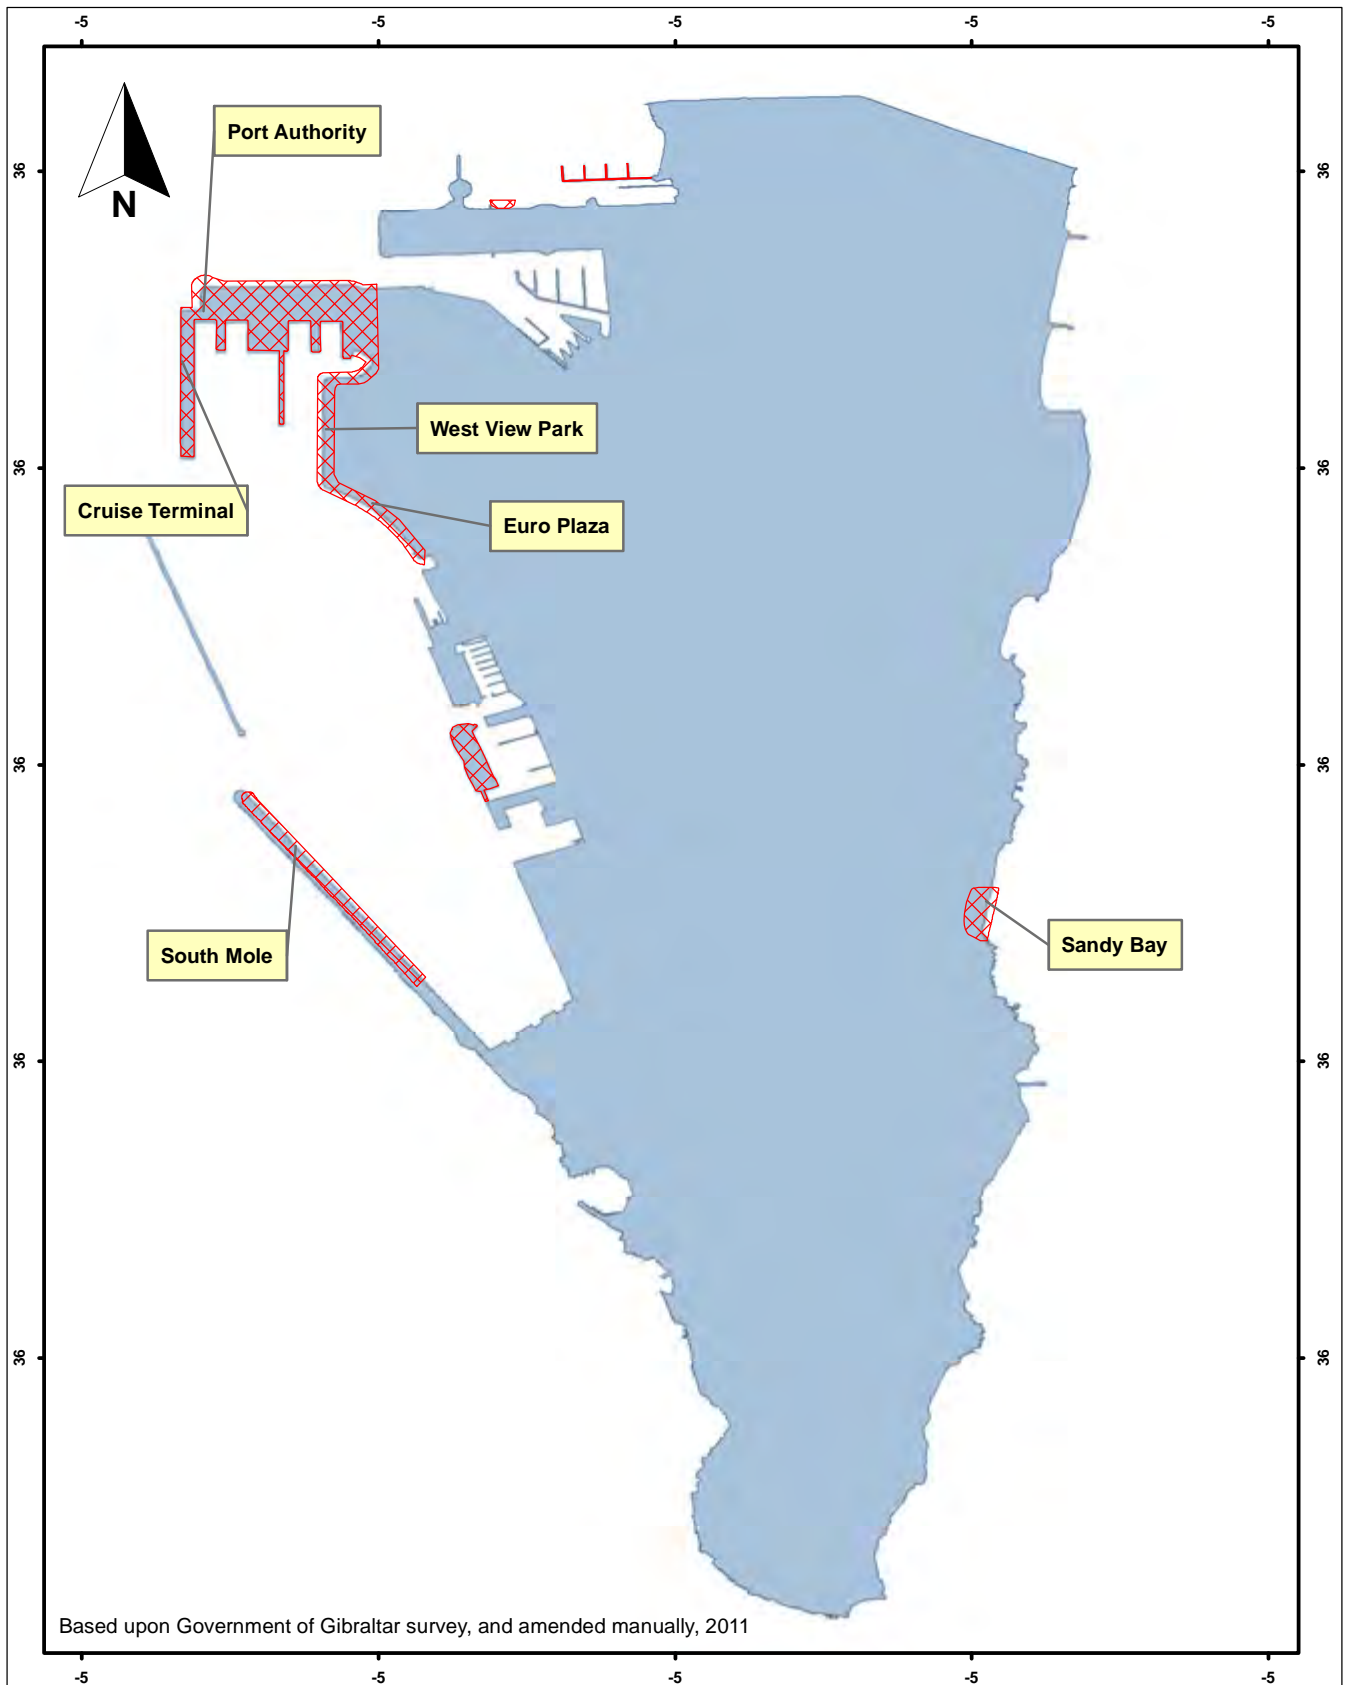 -5 -5 -5 -5 -5
Port Authority
36 36
N
West View Park
36 36
Cruise Terminal
Euro Plaza
36 36
South Mole
Sandy Bay
36 36
36 36
Based upon Government of Gibraltar survey, and amended manually, 2011
-5 -5 -5 -5 -5